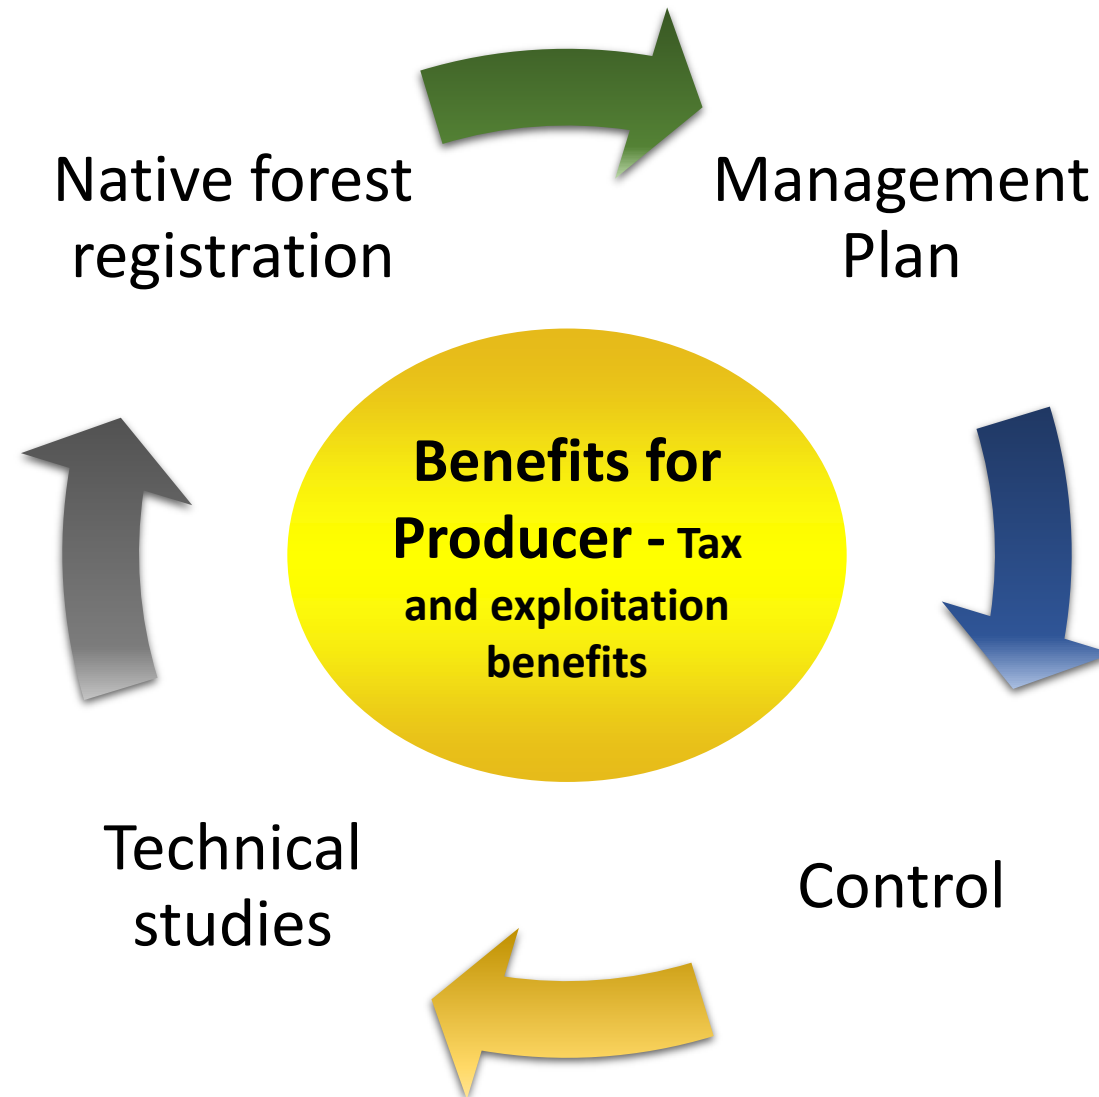 Native forest
registration
Management
Plan
Benefits for
Producer - Tax
and exploitation
benefits
Technical
studies
Control